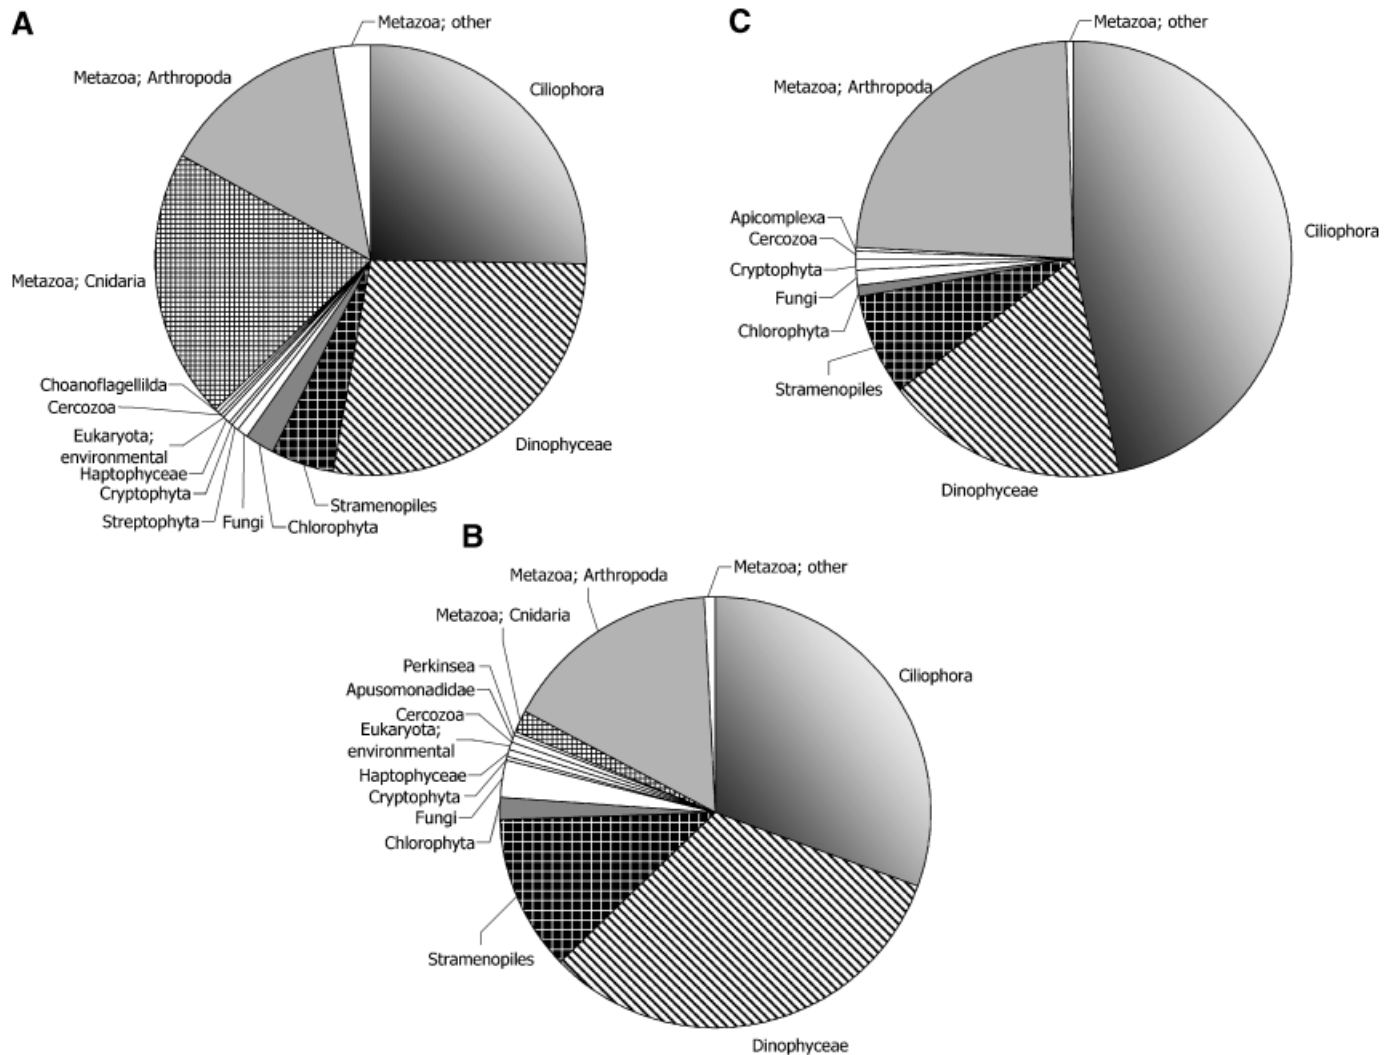 A
Metazoa; other
Metazoa; Arthropoda
Ciliophora
Metazoa; Cnidaria
Choanoflagellilda
Cercozoa
Eukaryota;
environmental
Haptophyceae
Cryptophyta
Streptophyta
Fungi
Chlorophyta
Stramenopiles
Dinophyceae
C
Metazoa; other
Metazoa; Arthropoda
Apicomplexa
Cercozoa
Cryptophyta
Fungi
Chlorophyta
Stramenopiles
Dinophyceae
Ciliophora
B
Metazoa; other
Metazoa; Arthropoda
Metazoa; Cnidaria
Perkinsea
Apusomonadidae
Cercozoa
Eukaryota;
environmental
Haptophyceae
Cryptophyta
Fungi
Chlorophyta
Stramenopiles
Dinophyceae
Ciliophora